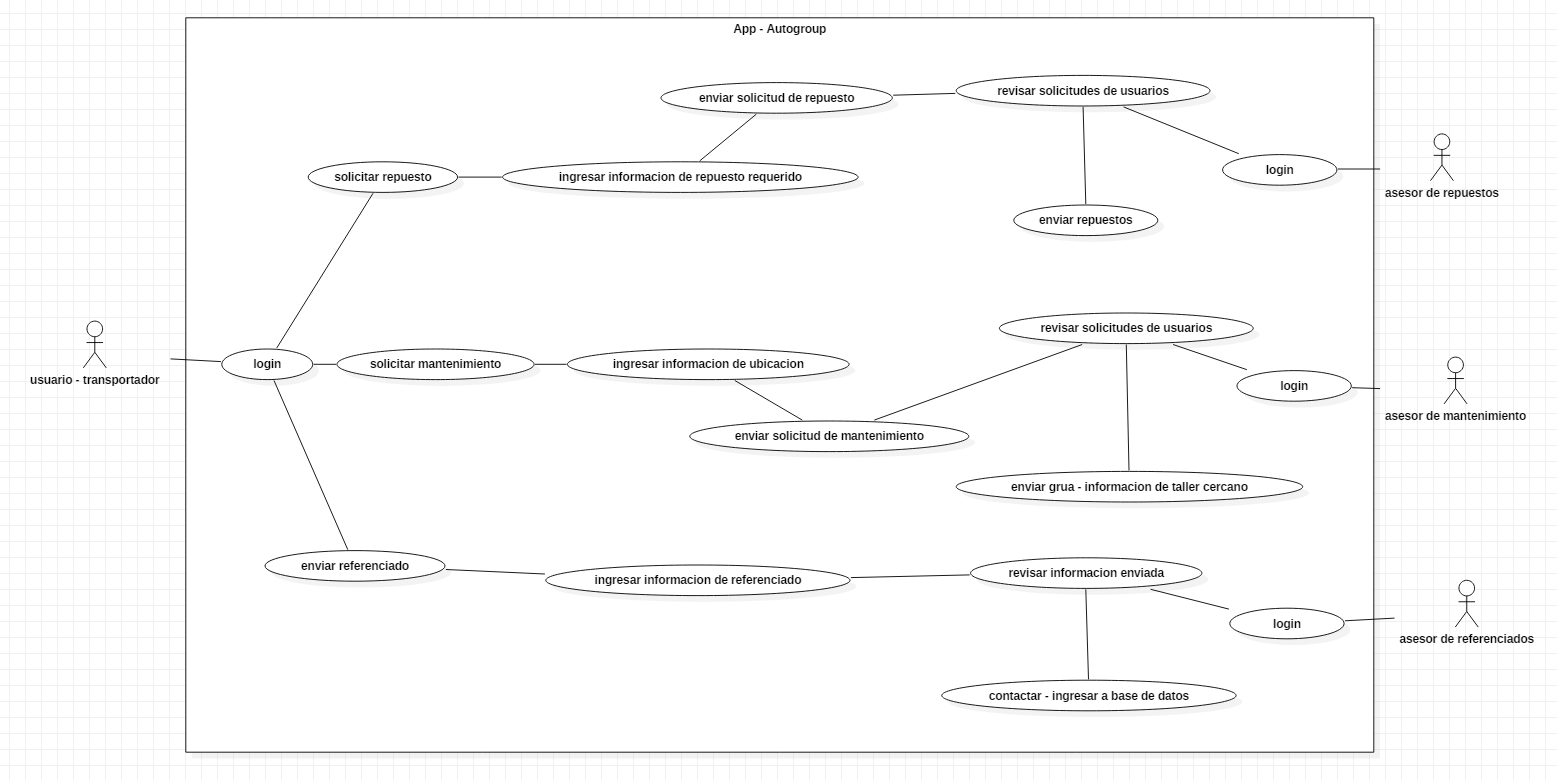 App - Autogroup
enviar solicitud de repuesto
revisar solicitudes de usuarios
solicitar repuesto
ingresar informacion de repuesto requerido
login
asesor de repuestos
enviar repuestos
usuario - transportador
login
solicitar mantenimiento
ingresar informacion de ubicacion
revisar solicitudes de usuarios
login
asesor de mantenimiento
enviar solicitud de mantenimiento
enviar grua - informacion de taller cercano
enviar referenciado
ingresar informacion de referenciado
revisar informacion enviada
login
asesor de referenciados
contactar - ingresar a base de datos